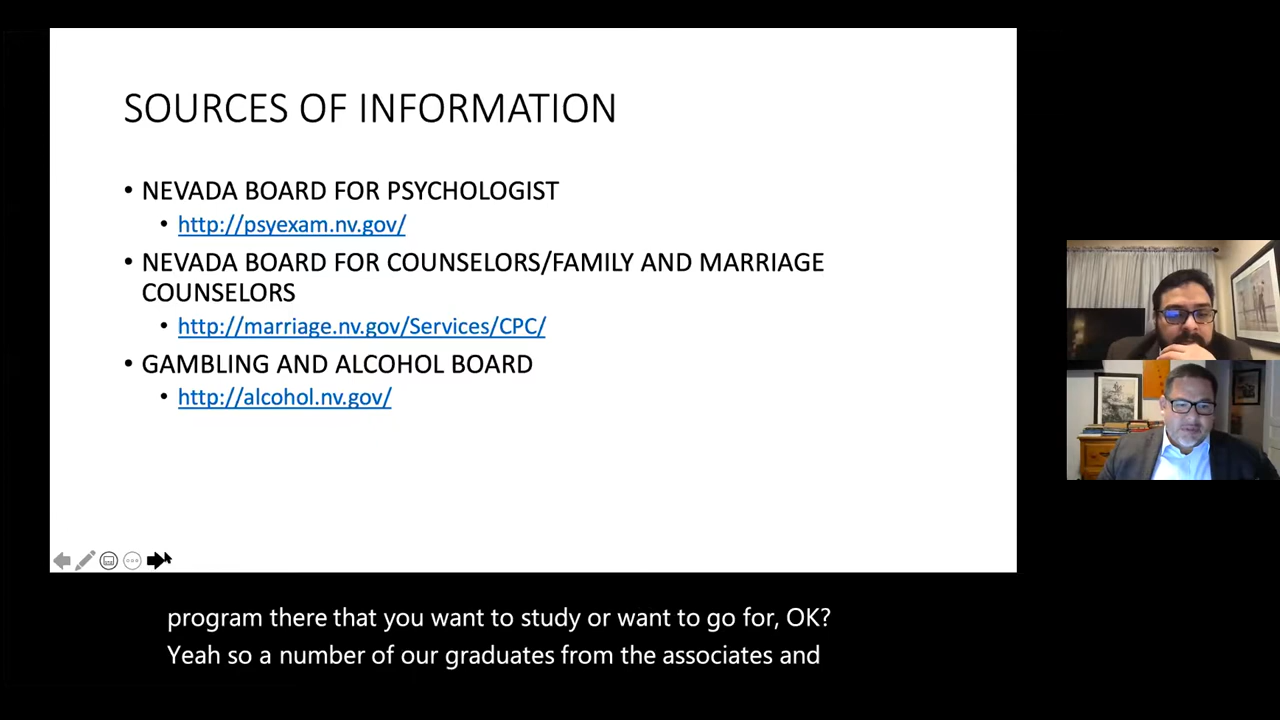 SOURCES OF INFORMATION
• NEVADA BOARD FOR PSYCHOLOGIST
• http://psyexam.nv.gov/
• NEVADA BOARD FOR COUNSELORS/FAMILY AND MARRIAGE
COUNSELORS
• http://marriage.nv.gov/Services/CPC/
• GAMBLING AND ALCOHOL BOARD
• http://alcohol.nv.gov/
program there that you want to study or want to go for, OK?
Yeah so a number of our graduates from the associates and